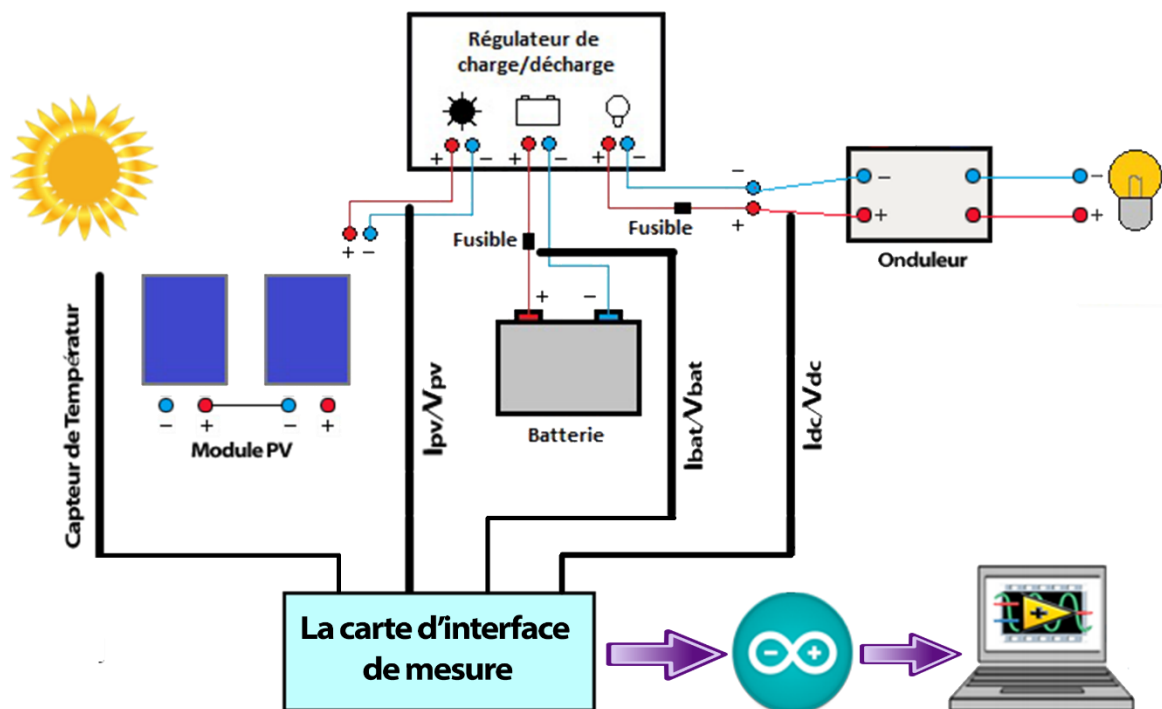 Régulateur de
charge/décharge
+ − + − + −
− − −
+ + +
Fusible
Fusible
Onduleur
+ −
+ −
Capteur de Températur
− + − +
Module PV
Ipv/Vpv
Batterie
Ibat/Vbat
Idc/Vdc
La carte d’interface
de mesure
− +
+